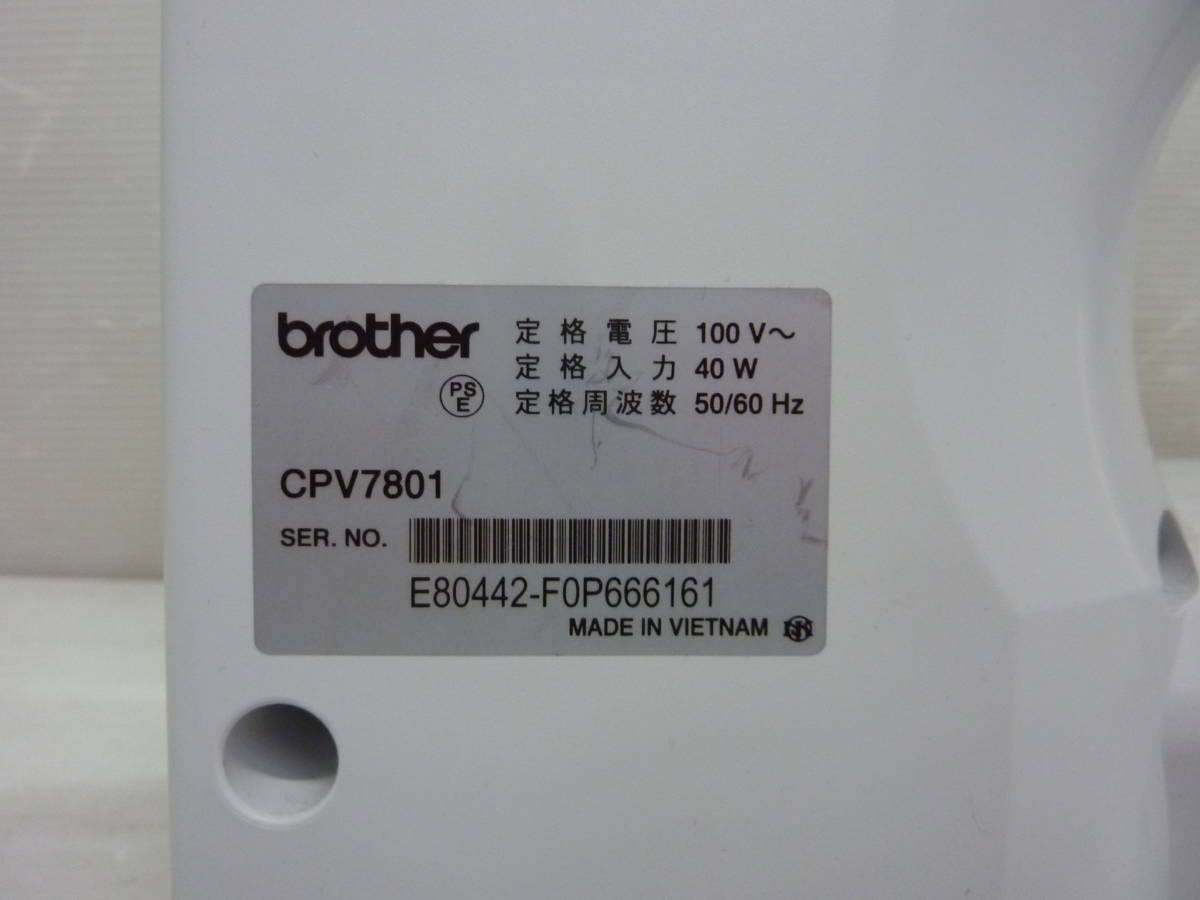 brother
定格電圧 100 V～
定格入力 40 W
PS
E
定格周波数 50/60 Hz
CPV7801
SER. NO.
E80442-F0P666161
MADE IN VIETNAM